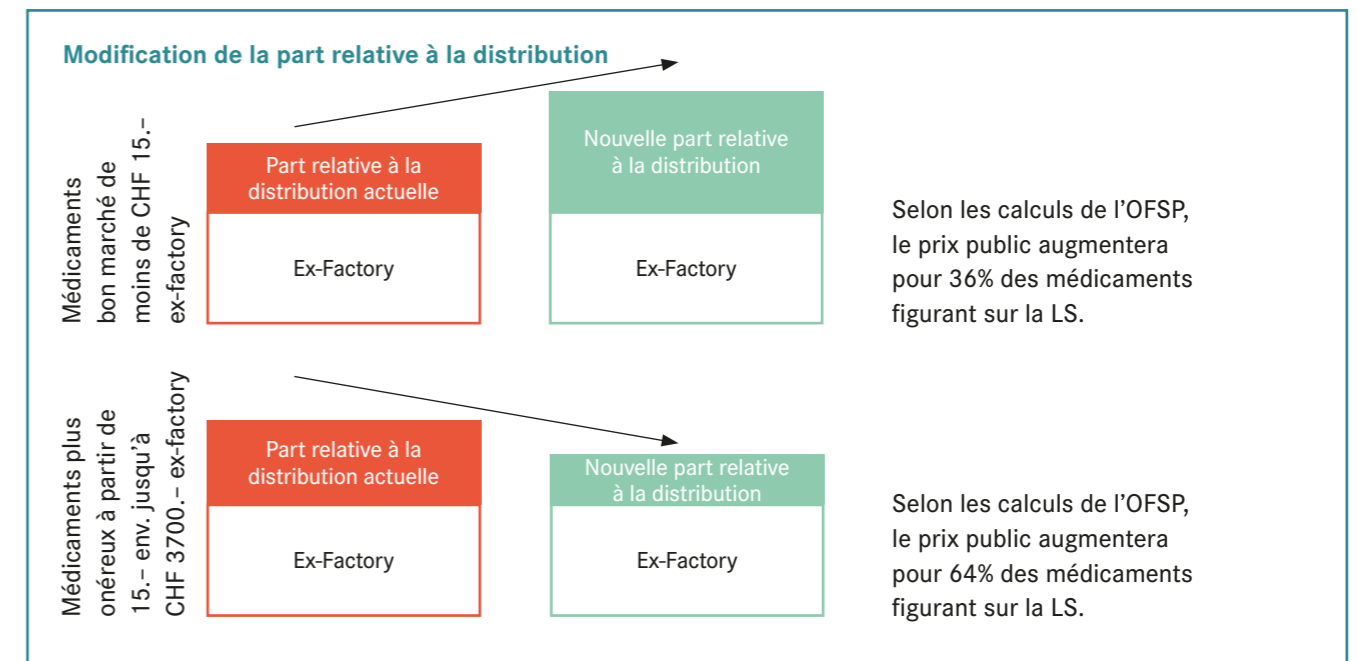 Modification de la part relative à la distribution
Médicaments
bon marché de
moins de CHF 15.–
ex-factory
Part relative à la
distribution actuelle
Ex-Factory
Nouvelle part relative
à la distribution
Ex-Factory
Selon les calculs de l'OFSP,
le prix public augmentera
pour 36% des médicaments
figurant sur la LS.
Médicaments plus
onéreux à partir de
15.– env. jusqu'à
CHF 3700.– ex-factory
Part relative à la
distribution actuelle
Ex-Factory
Nouvelle part relative
à la distribution
Ex-Factory
Selon les calculs de l'OFSP,
le prix public augmentera
pour 64% des médicaments
figurant sur la LS.